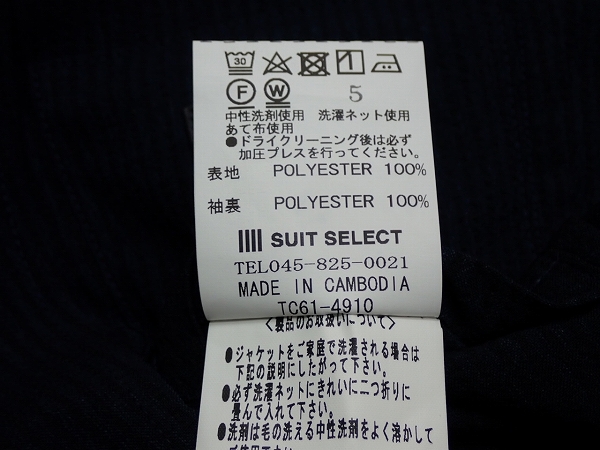 30
F W 5
中性洗剤使用 洗濯ネット使用
あて布使用
●ドライクリーニング後は必ず
加圧プレスを行ってください。
表地 POLYESTER 100%
袖裏 POLYESTER 100%
SUIT SELECT
TEL045-825-0021
MADE IN CAMBODIA
TC61-4910
<製品のお取扱いについて>
●ジャケットをご家庭で洗濯される場合は
下記の説明にしたがって下さい。
●必ず洗濯ネットにきれいに二つ折りに
畳んで入れて下さい。
●洗剤は毛の洗える中性洗剤をよく溶かして